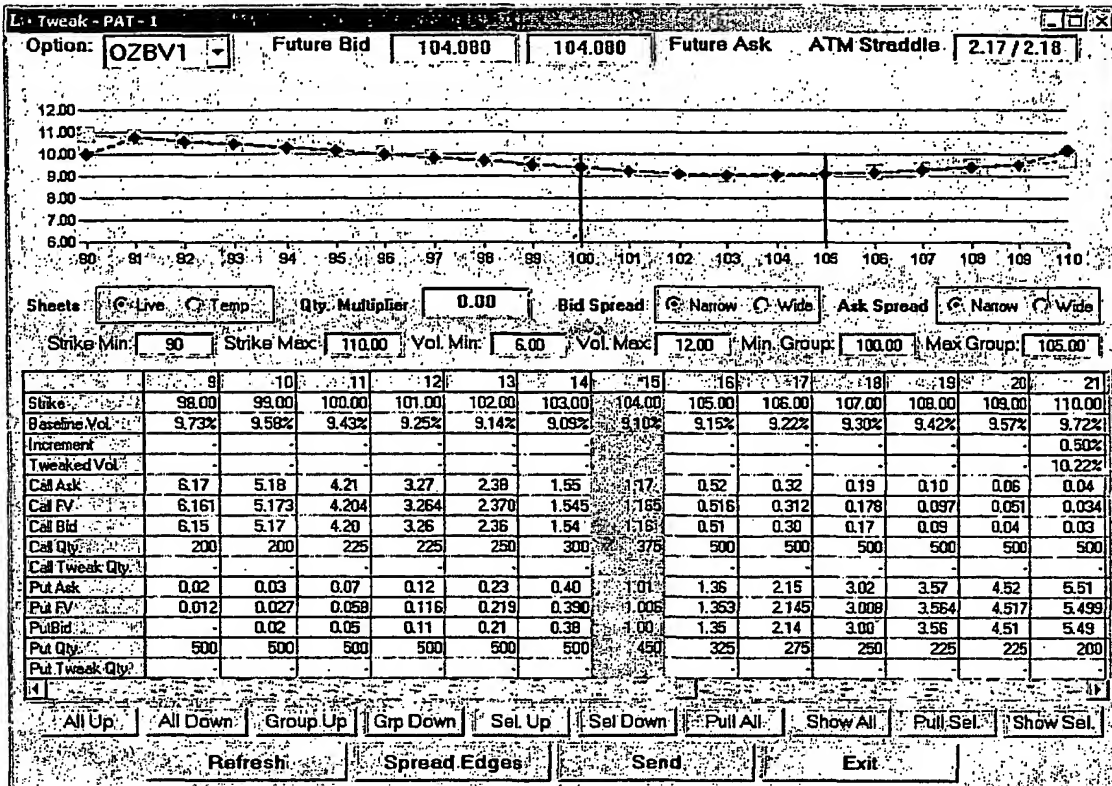 Tweak - PAT - 1
Option: OZBV1 Future Bid 104.080 104.080 Future Ask ATM Straddle 2.17 / 2.18
12.00
11.00
10.00
9.00
8.00
7.00
6.00
90 91 92 93 94 95 96 97 98 99 100 101 102 103 104 105 106 107 108 109 110
Sheets Live Temp Qty. Multiplier 0.00 Bid Spread Narrow Wide Ask Spread Narrow Wide
Strike Min: 90 Strike Max: 110.00 Vol. Min: 6.00 Vol. Max: 12.00 Min. Group: 100.00 Max Group: 105.00
9 10 11 12 13 14 15 16 17 18 19 20 21
Strike 98.00 99.00 100.00 101.00 102.00 103.00 104.00 105.00 106.00 107.00 108.00 109.00 110.00
Baseline Vol. 9.73% 9.58% 9.43% 9.25% 9.14% 9.09% 9.10% 9.15% 9.22% 9.30% 9.42% 9.57% 9.72%
Increment - - - - - - - - - - - 0.50%
Tweaked Vol. - - - - - - - - - - - 10.22%
Call Ask 6.17 5.18 4.21 3.27 2.38 1.55 1.17 0.52 0.32 0.19 0.10 0.06 0.04
Call FV 6.161 5.173 4.204 3.264 2.370 1.545 1.165 0.516 0.312 0.178 0.097 0.051 0.034
Call Bid 6.15 5.17 4.20 3.26 2.36 1.54 1.16 0.51 0.30 0.17 0.09 0.04 0.03
Call Qty. 200 200 225 225 250 300 375 500 500 500 500 500 500
Call Tweak Qty. - - - - - - - - - - - -
Put Ask 0.02 0.03 0.07 0.12 0.23 0.40 1.01 1.36 2.15 3.02 3.57 4.52 5.51
Put FV 0.012 0.027 0.058 0.116 0.219 0.390 1.006 1.353 2.145 3.008 3.564 4.517 5.499
Put Bid - 0.02 0.05 0.11 0.21 0.38 1.00 1.35 2.14 3.00 3.56 4.51 5.49
Put Qty. 500 500 500 500 500 500 450 325 275 250 225 225 200
Put Tweak Qty. - - - - - - - - - - - -
All Up All Down Group Up Grp Down Sel. Up Sel Down Pull All Show All Pull Sel. Show Sel.
Refresh Spread Edges Send Exit